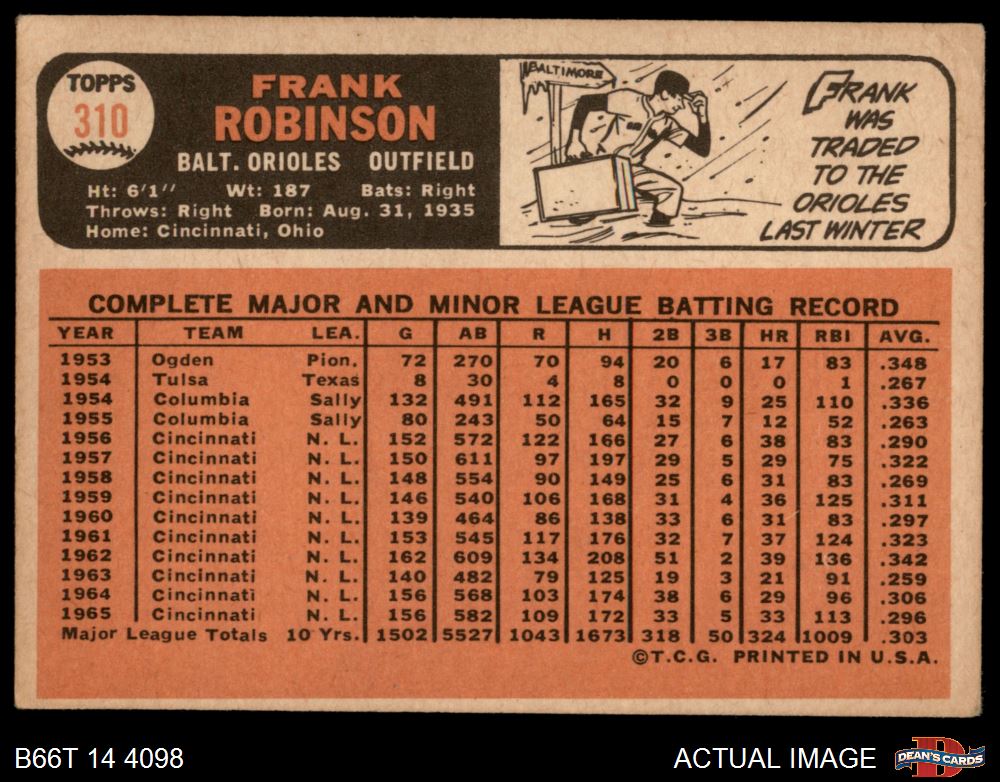 TOPPS
310
FRANK
ROBINSON
BALT. ORIOLES OUTFIELD
Ht: 6'1" Wt: 187 Bats: Right
Throws: Right Born: Aug. 31, 1935
Home: Cincinnati, Ohio
BALTIMORE
FRANK
WAS
TRADED
TO THE
ORIOLES
LAST WINTER
COMPLETE MAJOR AND MINOR LEAGUE BATTING RECORD
YEAR TEAM LEA. G AB R H 2B 3B HR RBI AVG.
1953 Ogden Pion. 72 270 70 94 20 6 17 83 .348
1954 Tulsa Texas 8 30 4 8 0 0 0 1 .267
1954 Columbia Sally 132 491 112 165 32 9 25 110 .336
1955 Columbia Sally 80 243 50 64 15 7 12 52 .263
1956 Cincinnati N. L. 152 572 122 166 27 6 38 83 .290
1957 Cincinnati N. L. 150 611 97 197 29 5 29 75 .322
1958 Cincinnati N. L. 148 554 90 149 25 6 31 83 .269
1959 Cincinnati N. L. 146 540 106 168 31 4 36 125 .311
1960 Cincinnati N. L. 139 464 86 138 33 6 31 83 .297
1961 Cincinnati N. L. 153 545 117 176 32 7 37 124 .323
1962 Cincinnati N. L. 162 609 134 208 51 2 39 136 .342
1963 Cincinnati N. L. 140 482 79 125 19 3 21 91 .259
1964 Cincinnati N. L. 156 568 103 174 38 6 29 96 .306
1965 Cincinnati N. L. 156 582 109 172 33 5 33 113 .296
Major League Totals 10 Yrs. 1502 5527 1043 1673 318 50 324 1009 .303
©T.C.G. PRINTED IN U.S.A.
B66T 14 4098
ACTUAL IMAGE
D
DEAN'S CARDS